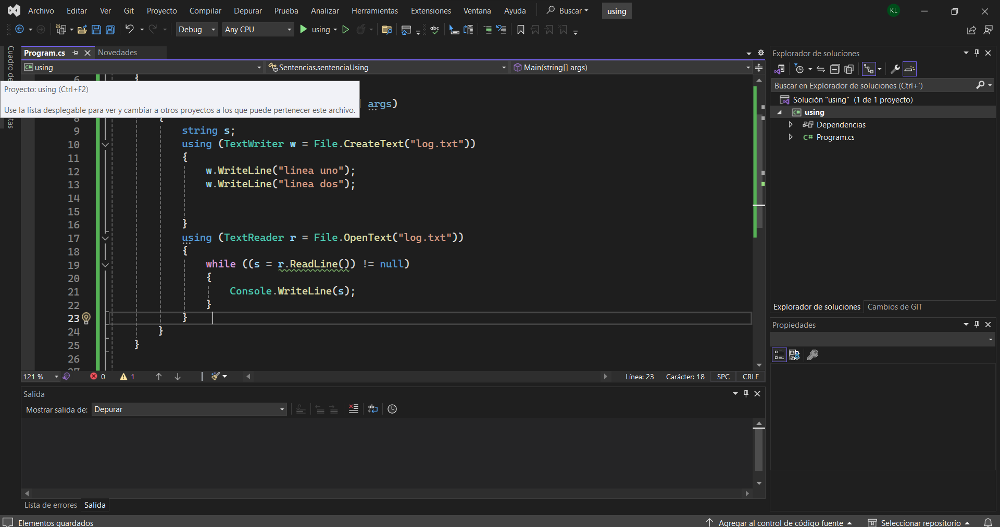 Archivo Editar Ver Git Proyecto Compilar Depurar Prueba Analizar Herramientas Extensiones Ventana Ayuda Buscar using KL
Debug Any CPU using
Cuadro de
tas
Program.cs Novedades
C# using Sentencias.sentenciaUsing Main(string[] args)
6 {
Proyecto: using (Ctrl+F2)
Use la lista desplegable para ver y cambiar a otros proyectos a los que puede pertenecer este archivo.
args)
8 {
9 string s;
10 using (TextWriter w = File.CreateText("log.txt"))
11 {
12 w.WriteLine("linea uno");
13 w.WriteLine("linea dos");
14
15
16 }
17 using (TextReader r = File.OpenText("log.txt"))
18 {
19 while ((s = r.ReadLine()) != null)
20 {
21 Console.WriteLine(s);
22 }
23 }
24 }
25 }
26
27
121 % 0 1 Línea: 23 Carácter: 18 SPC CRLF
Salida
Mostrar salida de: Depurar
Lista de errores Salida
Explorador de soluciones
Buscar en Explorador de soluciones (Ctrl+´)
Solución "using" (1 de 1 proyecto)
C# using
Dependencias
C# Program.cs
Explorador de soluciones Cambios de GIT
Propiedades
Elementos guardados Agregar al control de código fuente Seleccionar repositorio